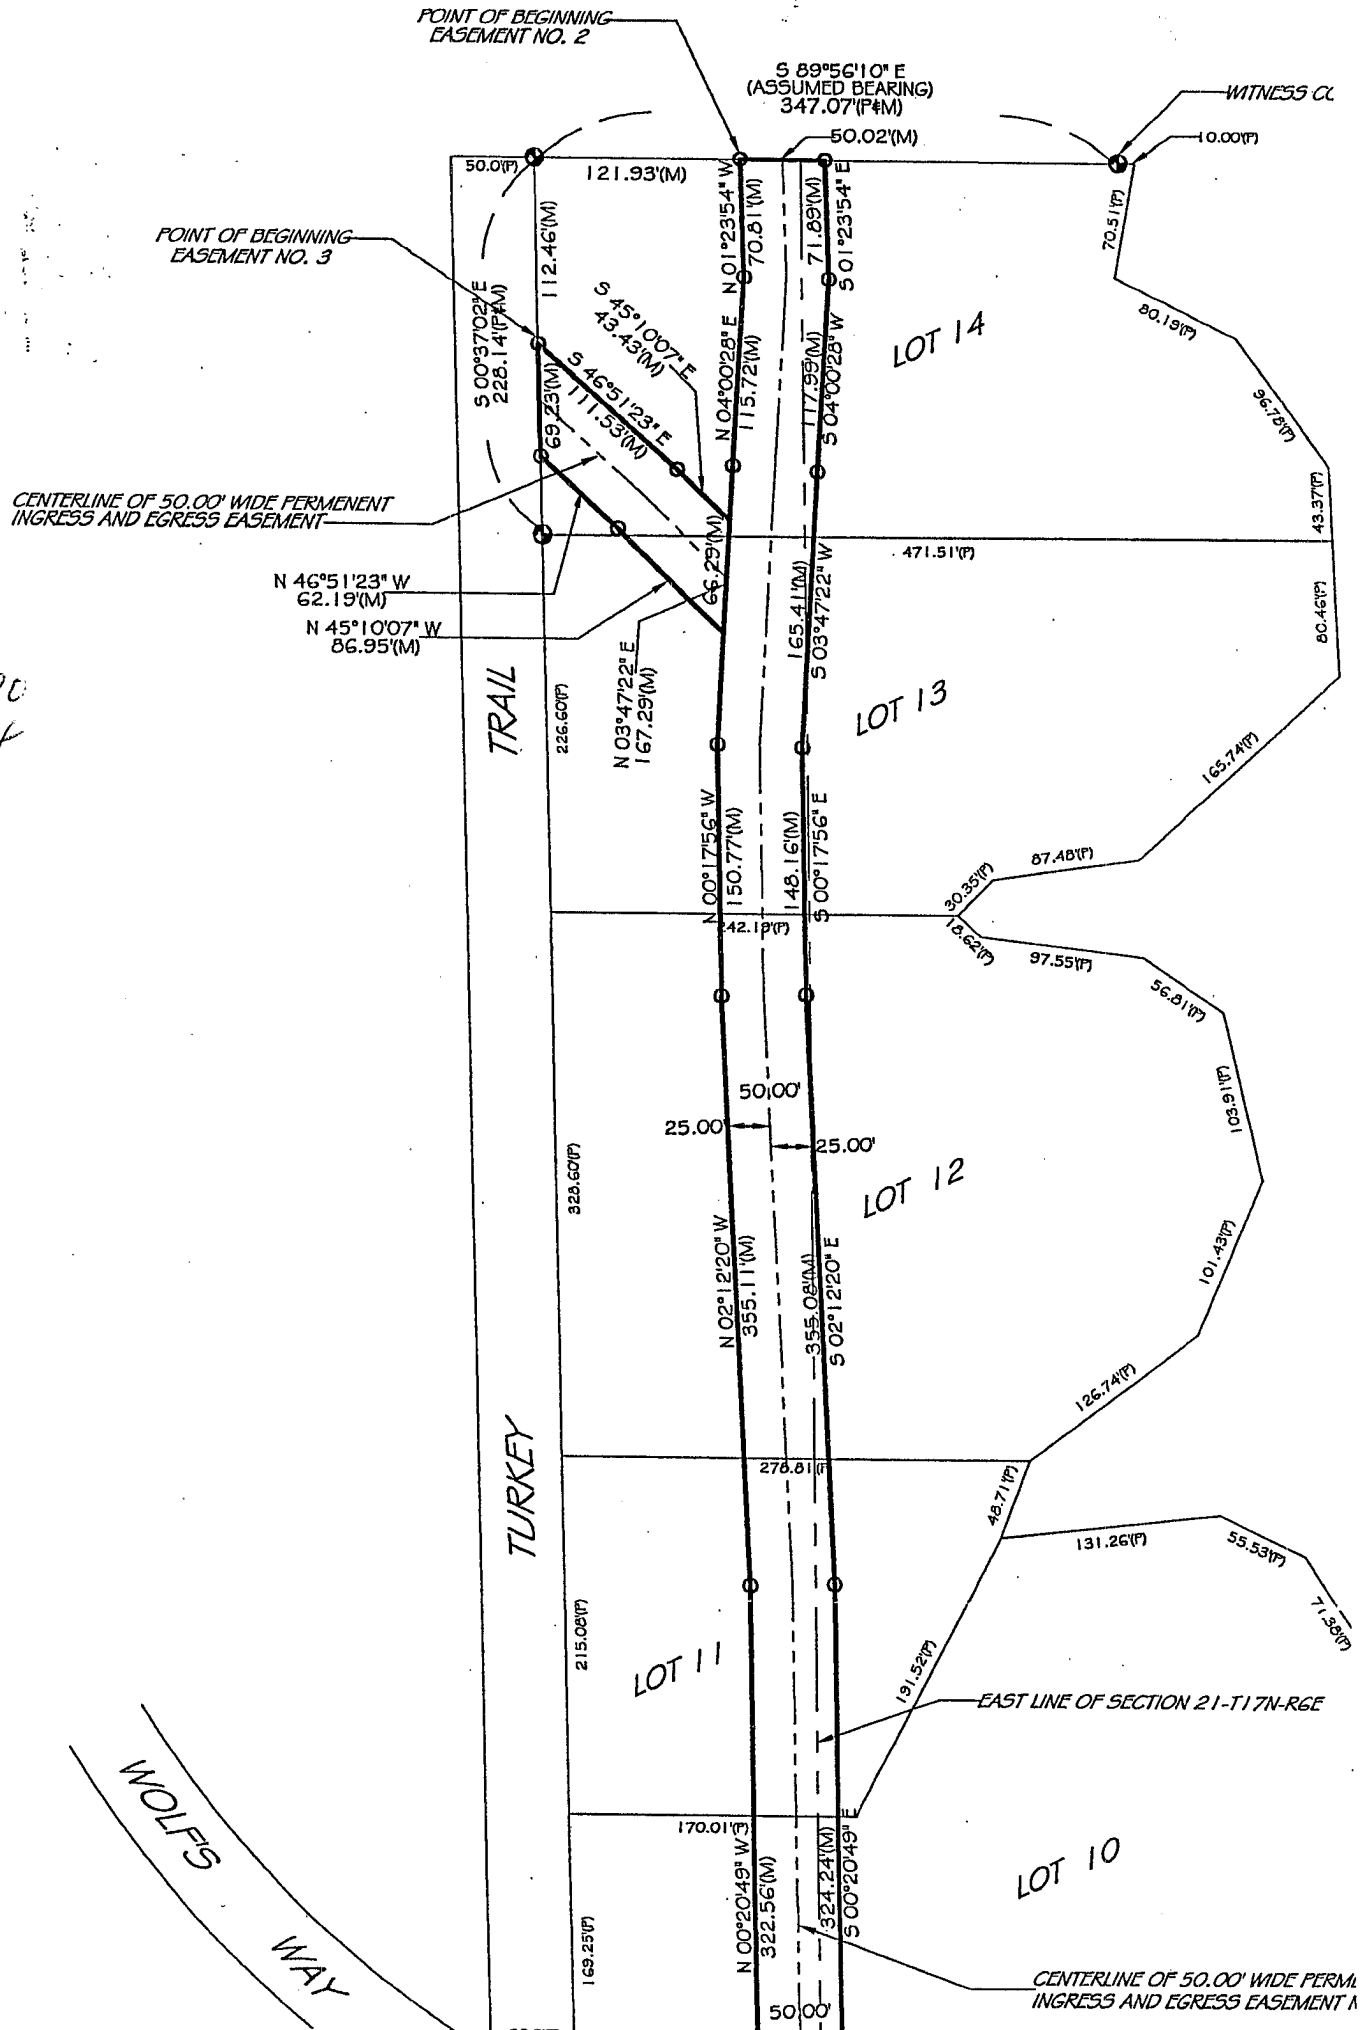 POINT OF BEGINNING
EASEMENT NO. 2
S 89°56'10" E
(ASSUMED BEARING)
347.07'(P&M)
WITNESS
50.02'(M)
10.00'(P)
50.0'(P)
121.93'(M)
N 01°23'54" W
70.81'(M)
71.89'(M)
S 01°23'54" E
70.51'(P)
POINT OF BEGINNING
EASEMENT NO. 3
112.46'(M)
S 00°37'02" E
228.14'(P&M)
S 45°10'07" E
43.43'(M)
80.19'(P)
LOT 14
S 46°51'23" E
111.53'(M)
69.23'(M)
N 04°00'28" E
115.72'(M)
117.99'(M)
S 04°00'28" W
96.78'(P)
43.37'(P)
CENTERLINE OF 50.00' WIDE PERMENENT
INGRESS AND EGRESS EASEMENT
471.51'(P)
N 46°51'23" W
62.19'(M)
66.29'(M)
165.41'(M)
S 03°47'22" W
80.46'(P)
N 45°10'07" W
86.95'(M)
N 03°47'22" E
167.29'(M)
TRAIL
226.60'(P)
LOT 13
165.74'(P)
N 00°17'56" W
150.77'(M)
148.16'(M)
S 00°17'56" E
87.48'(P)
30.35'(P)
242.19'(P)
18.62'(P)
97.55'(P)
56.81'(P)
50.00'
25.00'
25.00'
103.91'(P)
328.60'(P)
LOT 12
N 02°12'20" W
355.11'(M)
355.08'(M)
S 02°12'20" E
101.43'(P)
126.74'(P)
TURKEY
278.81'(P)
48.71'(P)
131.26'(P)
55.53'(P)
71.38'(P)
215.08'(P)
LOT 11
191.52'(P)
EAST LINE OF SECTION 21-T17N-R6E
WOLF'S
WAY
170.01'(P)
N 00°20'49" W
322.56'(M)
324.24'(M)
S 00°20'49" E
LOT 10
169.25'(P)
CENTERLINE OF 50.00' WIDE
INGRESS AND EGRESS EASEMENT
50.00'